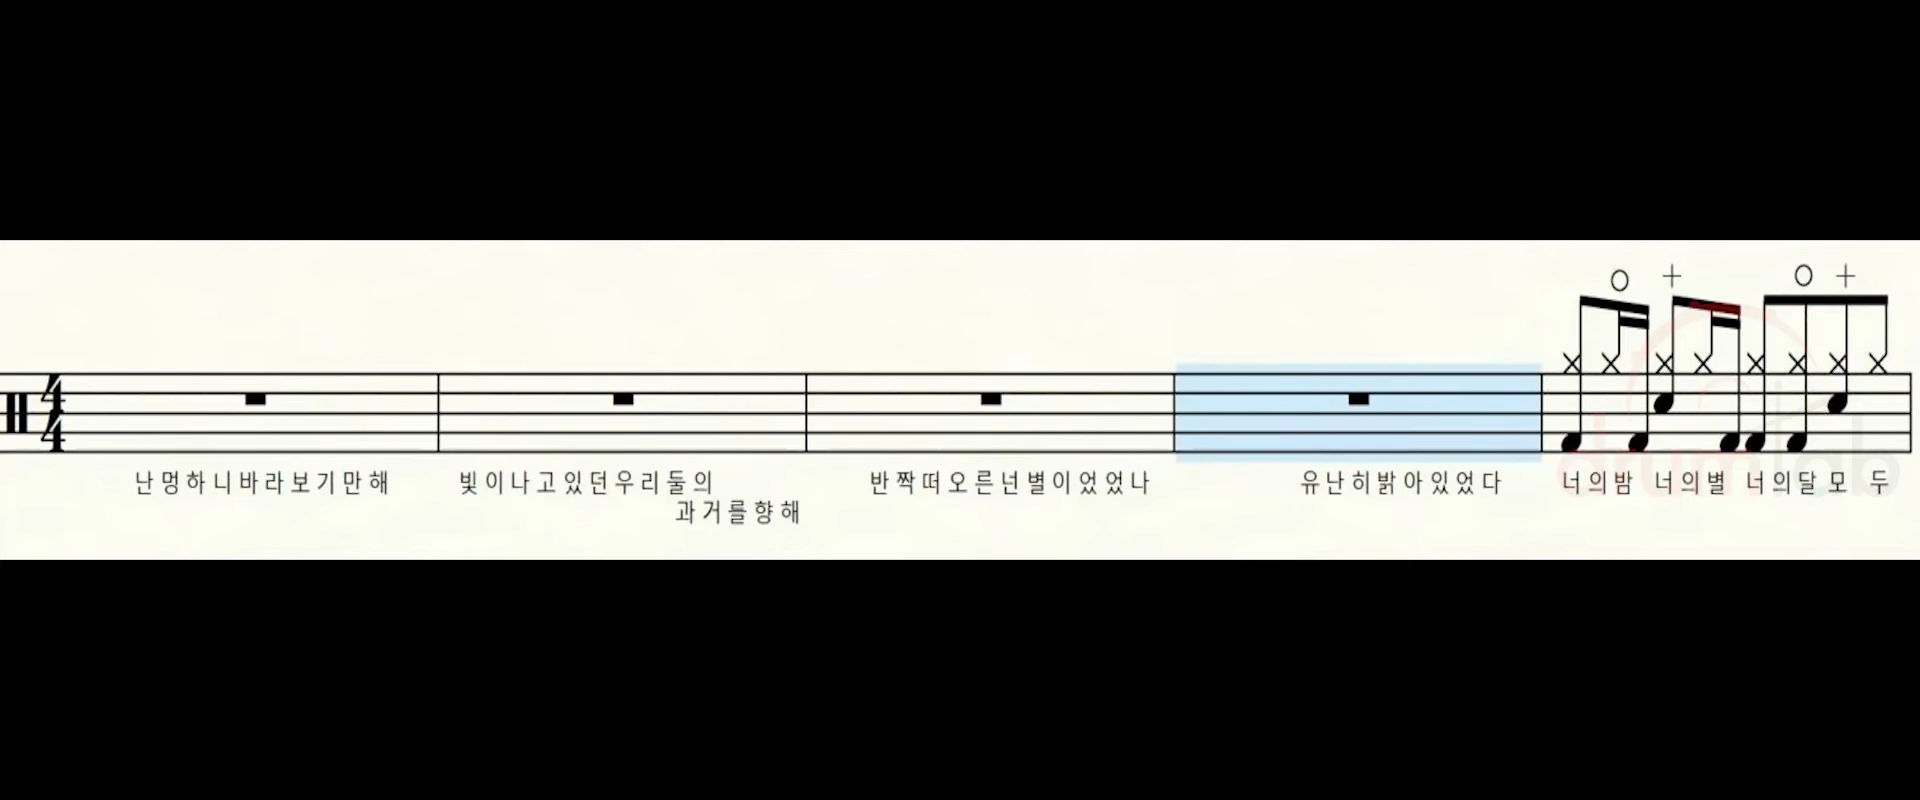 난멍하니바라보기만해 빛이나고있던우리둘의 반짝떠오른넌별이었었나 유난히밝아있었다 너의밤 너의별 너의달모 두
과거를향해
drumlab